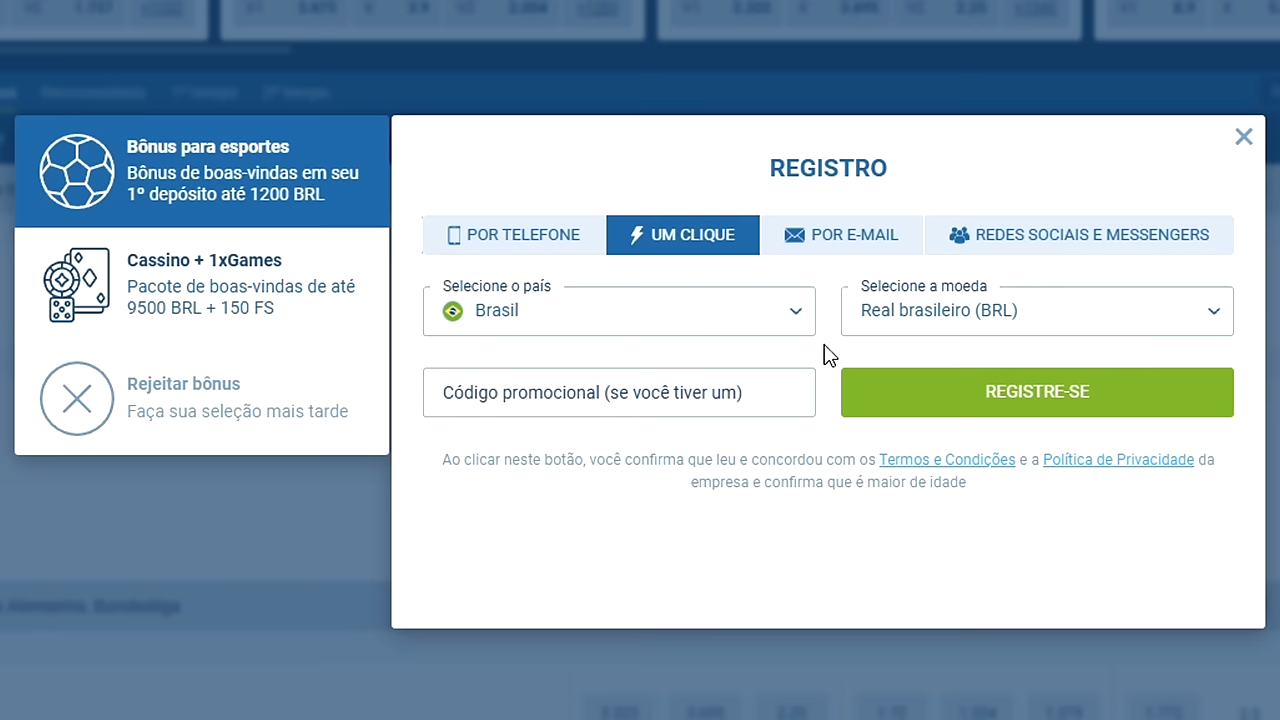 Bônus para esportes
Bônus de boas-vindas em seu
1º depósito até 1200 BRL
Cassino + 1xGames
Pacote de boas-vindas de até
9500 BRL + 150 FS
Rejeitar bônus
Faça sua seleção mais tarde
REGISTRO
POR TELEFONE
UM CLIQUE
POR E-MAIL
REDES SOCIAIS E MESSENGERS
Selecione o país
Brasil
Selecione a moeda
Real brasileiro (BRL)
Código promocional (se você tiver um)
REGISTRE-SE
Ao clicar neste botão, você confirma que leu e concordou com os Termos e Condições e a Política de Privacidade da
empresa e confirma que é maior de idade